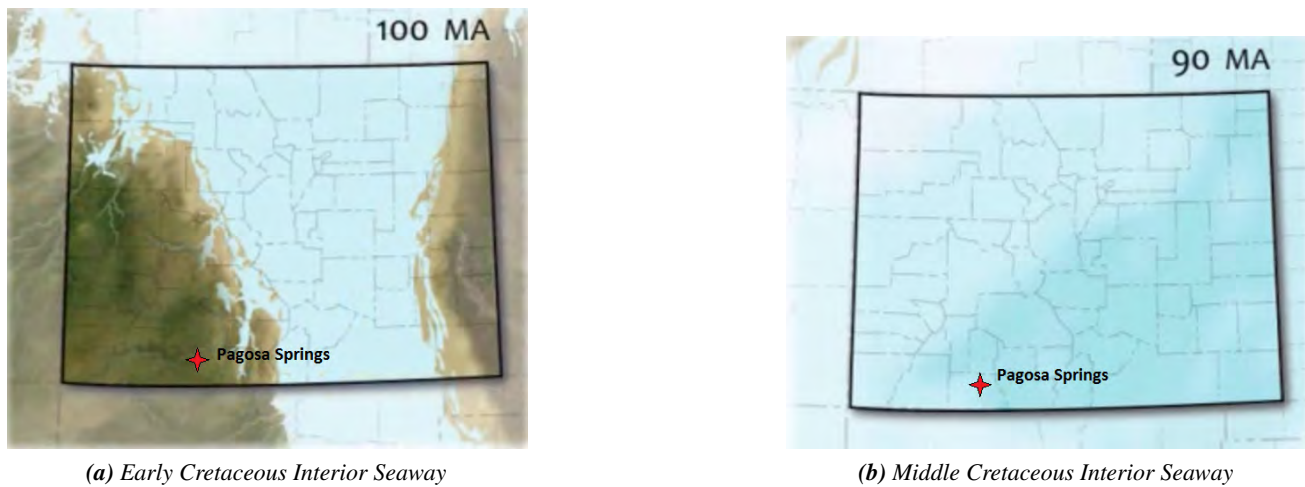 100 MA
Pagosa Springs
(a) Early Cretaceous Interior Seaway
90 MA
Pagosa Springs
(b) Middle Cretaceous Interior Seaway